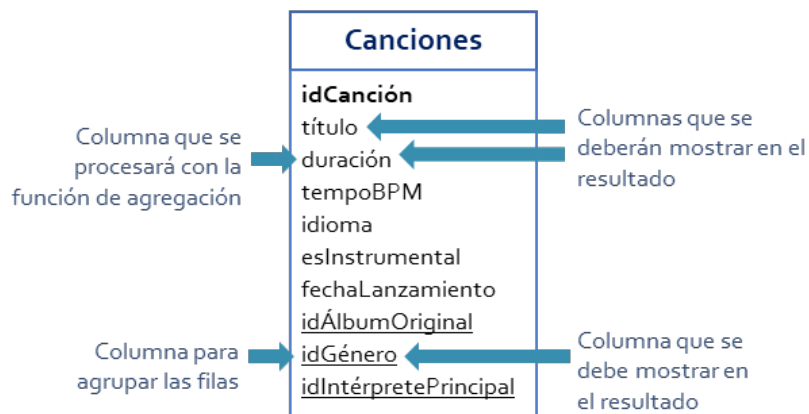 Canciones
idCanción
título
duración
tempoBPM
idioma
esInstrumental
fechaLanzamiento
idÁlbumOriginal
idGénero
idIntérpretePrincipal
Columna que se
procesará con la
función de agregación
Columnas que se
deberán mostrar en el
resultado
Columna para
agrupar las filas
Columna que se
debe mostrar en
el resultado